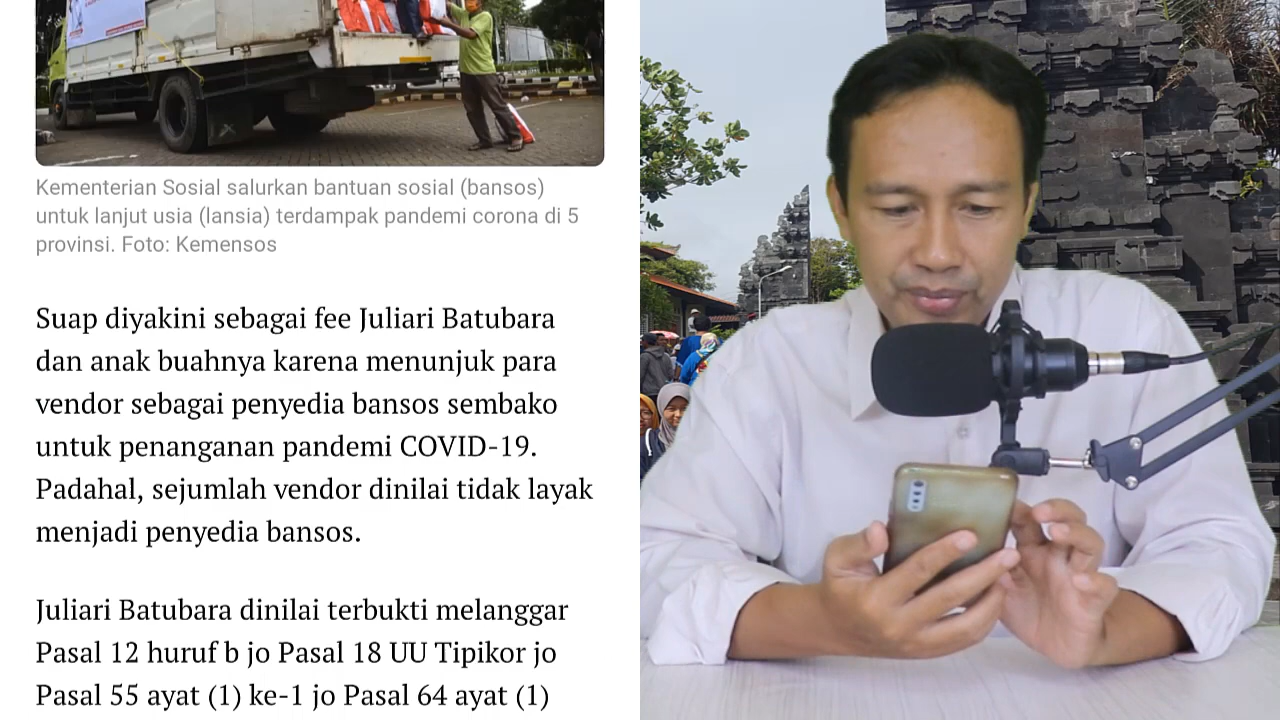 Kementerian Sosial salurkan bantuan sosial (bansos)
untuk lanjut usia (lansia) terdampak pandemi corona di 5
provinsi. Foto: Kemensos
Suap diyakini sebagai fee Juliari Batubara
dan anak buahnya karena menunjuk para
vendor sebagai penyedia bansos sembako
untuk penanganan pandemi COVID-19.
Padahal, sejumlah vendor dinilai tidak layak
menjadi penyedia bansos.
Juliari Batubara dinilai terbukti melanggar
Pasal 12 huruf b jo Pasal 18 UU Tipikor jo
Pasal 55 ayat (1) ke-1 jo Pasal 64 ayat (1)